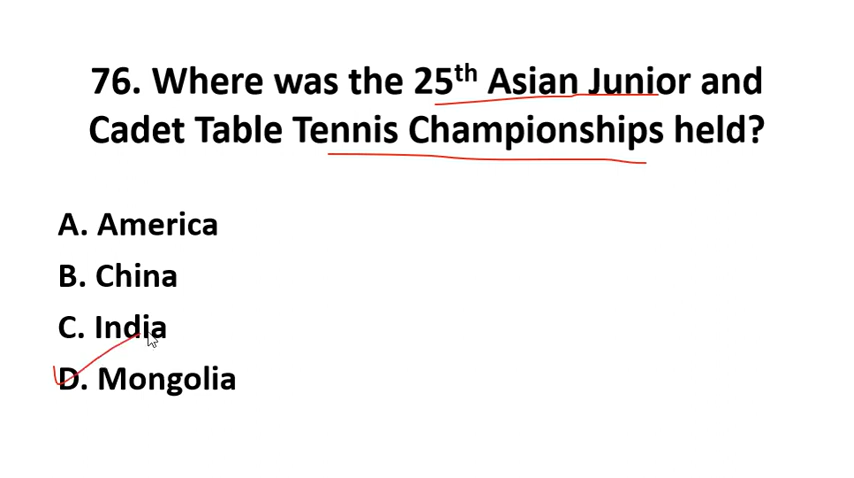 76. Where was the 25th Asian Junior and
Cadet Table Tennis Championships held?
A. America
B. China
C. India
D. Mongolia